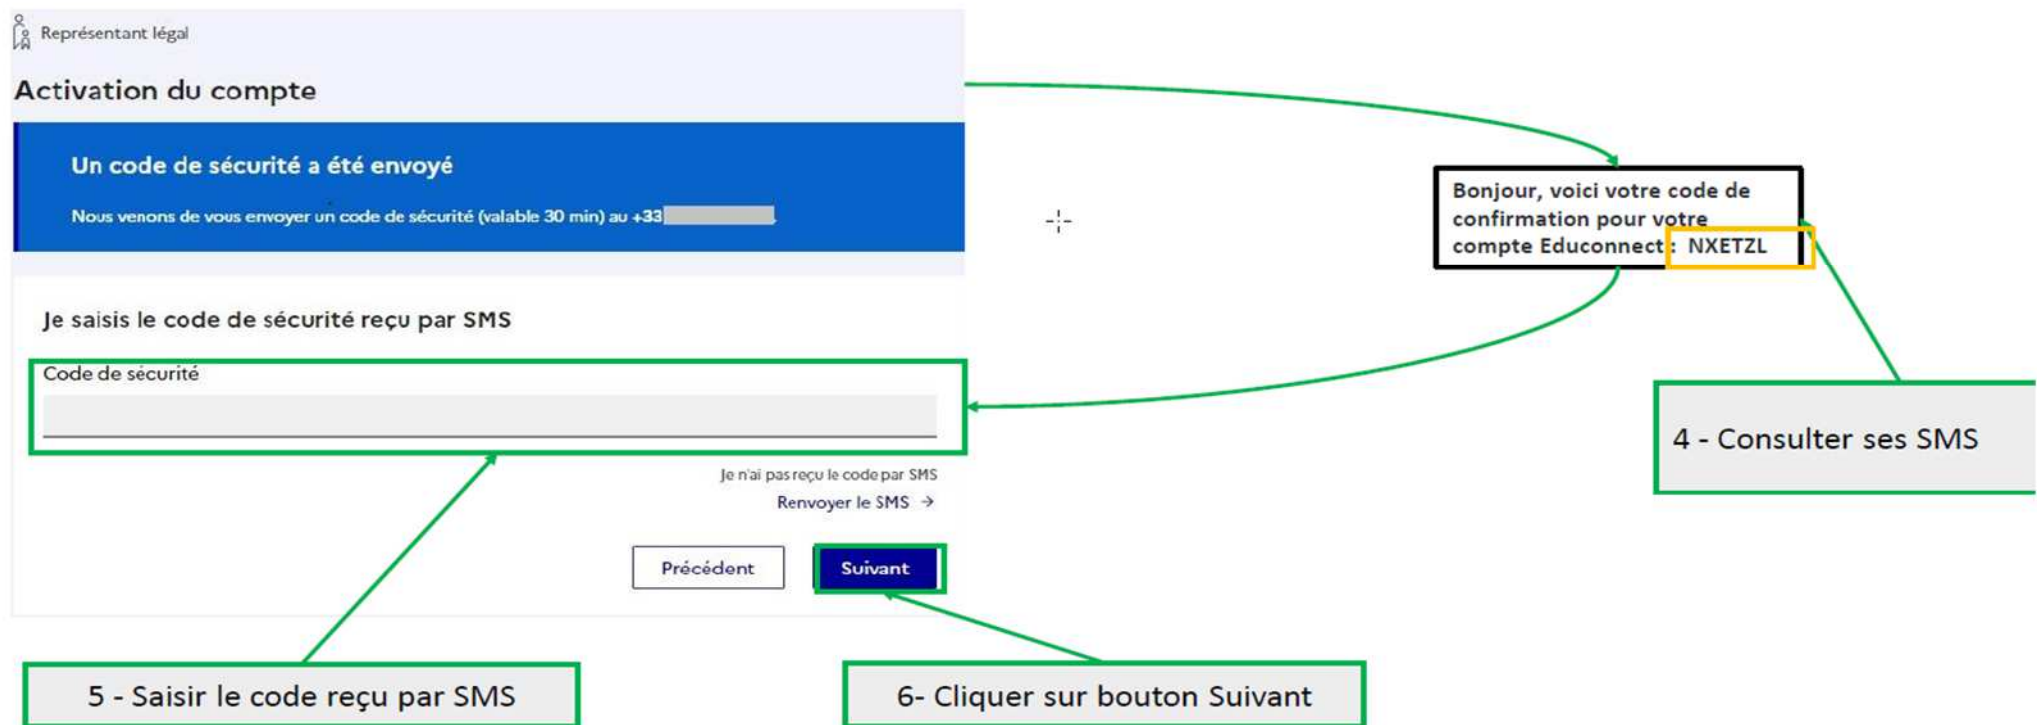 Représentant légal
Activation du compte
Un code de sécurité a été envoyé
Nous venons de vous envoyer un code de sécurité (valable 30 min) au +33
Bonjour, voici votre code de
confirmation pour votre
compte Educonnect : NXETZL
Je saisis le code de sécurité reçu par SMS
Code de sécurité
4 - Consulter ses SMS
Je n'ai pas reçu le code par SMS
Renvoyer le SMS →
Précédent
Suivant
5 - Saisir le code reçu par SMS
6- Cliquer sur bouton Suivant